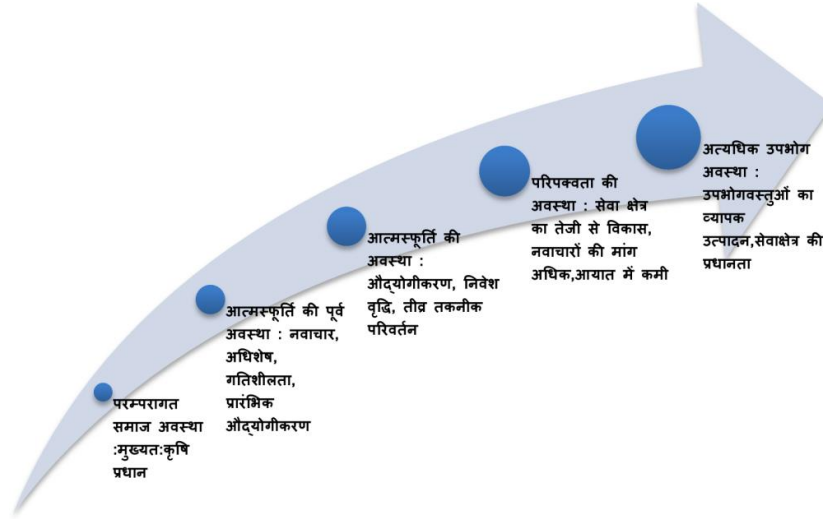 परम्परागत
समाज अवस्था
:मुख्यत:कृषि
प्रधान
आत्मस्फूर्ति की पूर्व
अवस्था : नवाचार,
अधिशेष,
गतिशीलता,
प्रारंभिक
औद्योगीकरण
आत्मस्फूर्ति की
अवस्था :
औद्योगीकरण, निवेश
वृद्धि, तीव्र तकनीक
परिवर्तन
परिपक्वता की
अवस्था : सेवा क्षेत्र
का तेजी से विकास,
नवाचारों की मांग
अधिक,आयात में कमी
अत्यधिक उपभोग
अवस्था :
उपभोगवस्तुओं का
व्यापक
उत्पादन,सेवाक्षेत्र की
प्रधानता